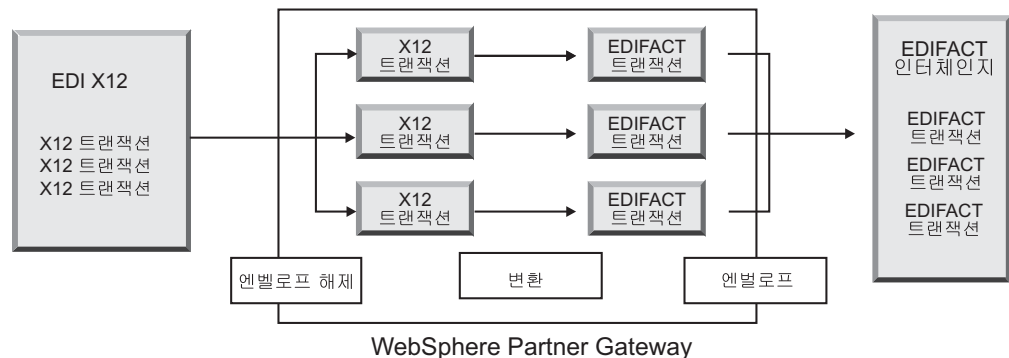 EDI X12
X12 트랜잭션
X12 트랜잭션
X12 트랜잭션
X12
트랜잭션
EDIFACT
트랜잭션
X12
트랜잭션
EDIFACT
트랜잭션
X12
트랜잭션
EDIFACT
트랜잭션
엔벨로프 해제
변환
엔벌로프
EDIFACT
인터체인지
EDIFACT
트랜잭션
EDIFACT
트랜잭션
EDIFACT
트랜잭션
WebSphere Partner Gateway